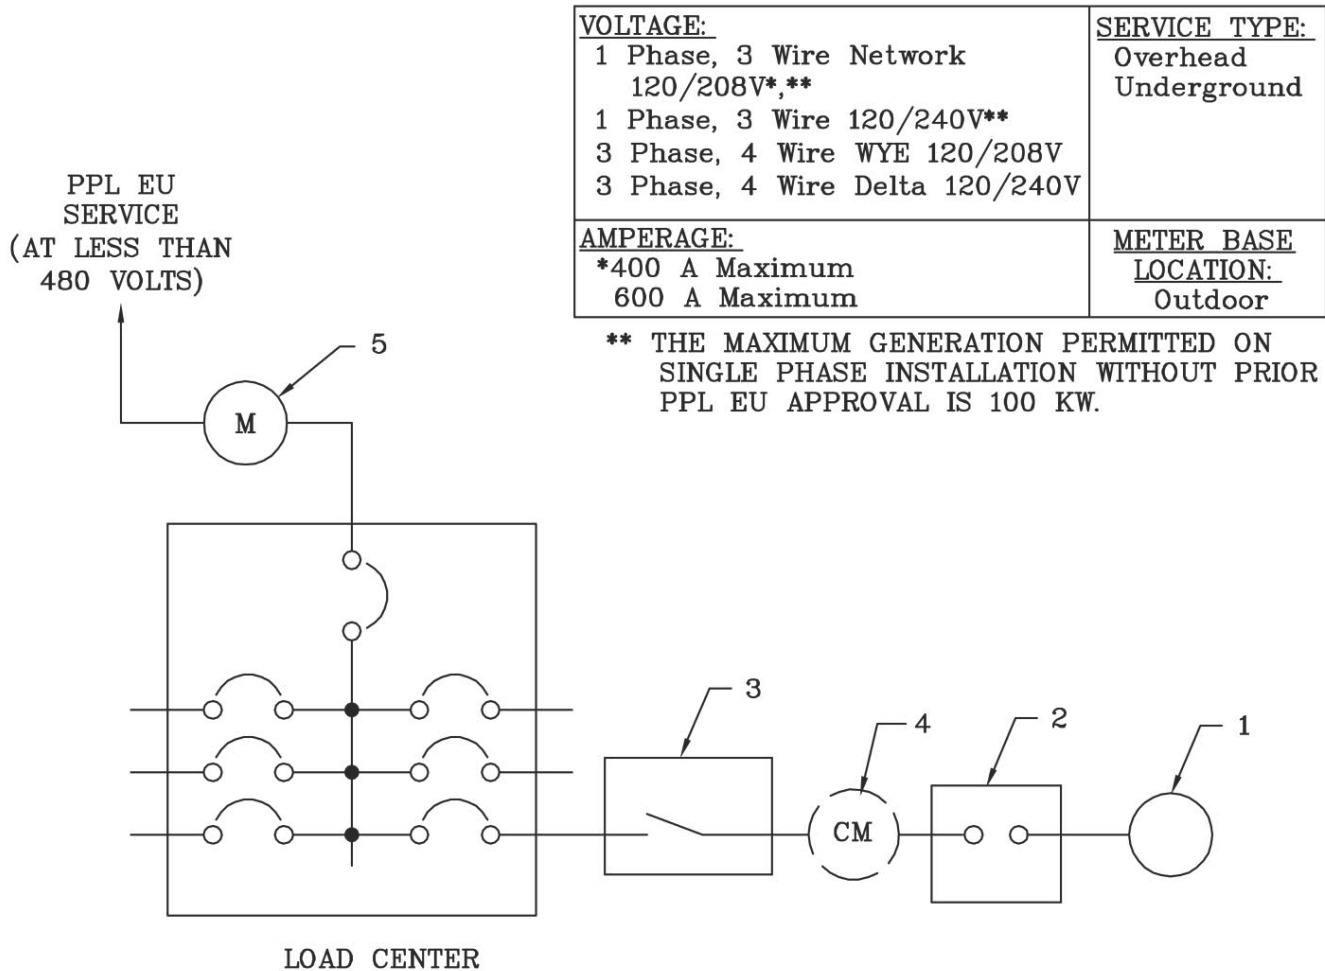 VOLTAGE:
1 Phase, 3 Wire Network
120/208V*,**
1 Phase, 3 Wire 120/240V**
3 Phase, 4 Wire WYE 120/208V
3 Phase, 4 Wire Delta 120/240V
SERVICE TYPE:
Overhead
Underground
AMPERAGE:
*400 A Maximum
600 A Maximum
METER BASE
LOCATION:
Outdoor
** THE MAXIMUM GENERATION PERMITTED ON
SINGLE PHASE INSTALLATION WITHOUT PRIOR
PPL EU APPROVAL IS 100 KW.
PPL EU
SERVICE
(AT LESS THAN
480 VOLTS)
5
M
3
4
2
1
CM
LOAD CENTER